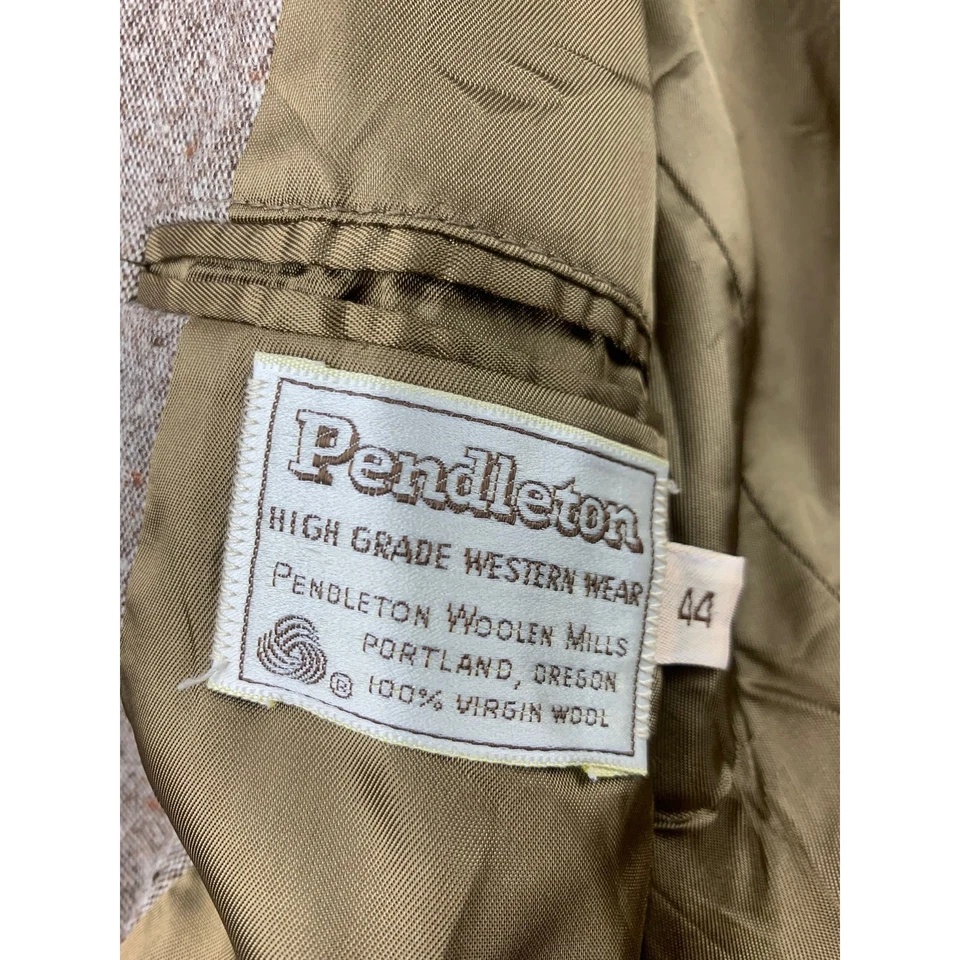 Pendleton
HIGH GRADE WESTERN WEAR
PENDLETON WOOLEN MILLS
PORTLAND, OREGON
® 100% VIRGIN WOOL
44